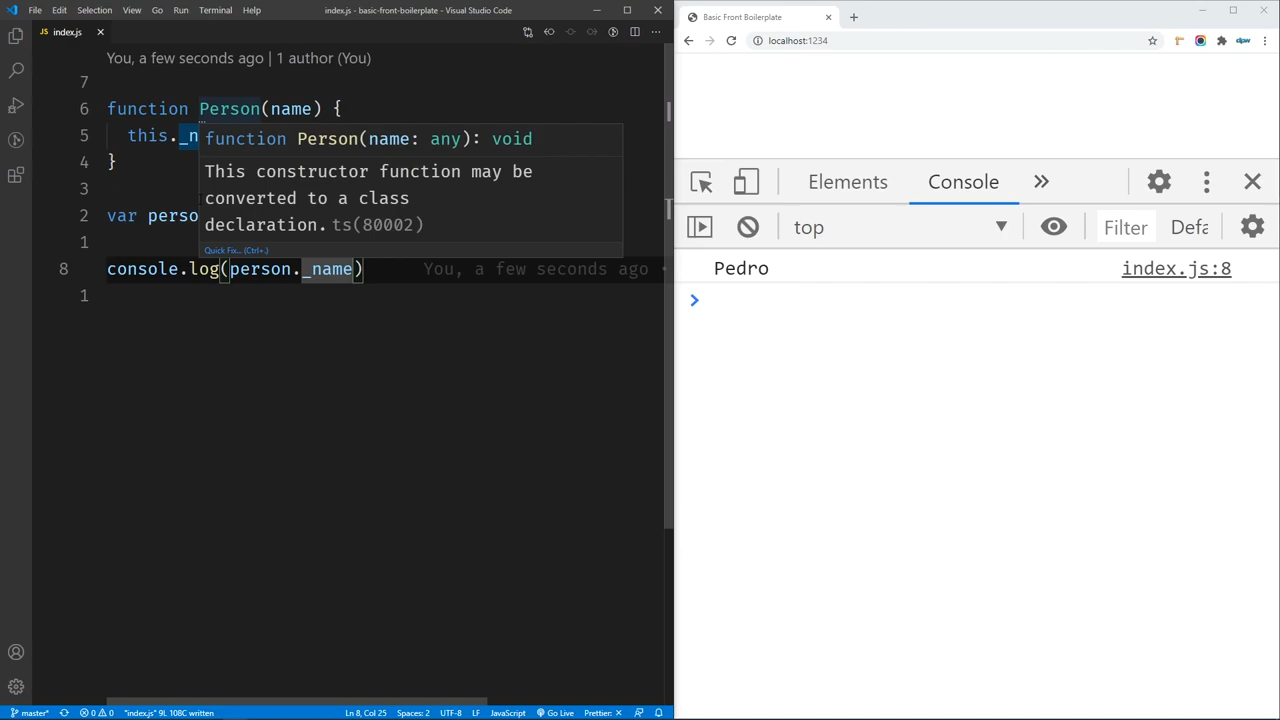 File Edit Selection View Go Run Terminal Help index.js - basic-front-boilerplate - Visual Studio Code
JS index.js
You, a few seconds ago | 1 author (You)
7
6 function Person(name) {
5 this._n
function Person(name: any): void
4 }
This constructor function may be
3
converted to a class
2 var perso
declaration. ts(80002)
1
Quick Fix... (Ctrl+.)
8 console.log(person._name) You, a few seconds ago •
1
master* 0 0 "index.js" 9L 108C written Ln 8, Col 25 Spaces: 2 UTF-8 LF JavaScript Go Live Prettier: ×
Basic Front Boilerplate
localhost:1234
dpw
Elements Console
top Filter Defa
Pedro index.js:8